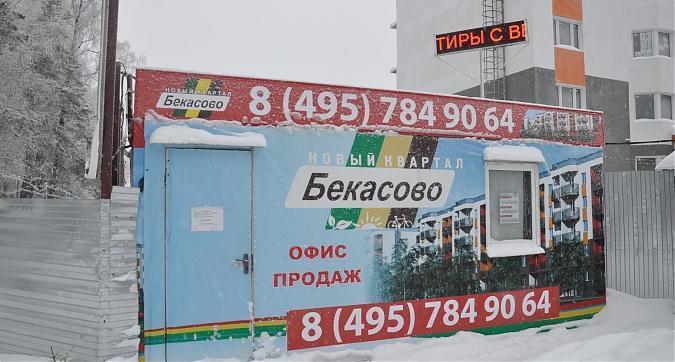 ТИРЫ С ВЕ
НОВЫЙ КВАРТАЛ
Бекасово
8 (495) 784 90 64
НОВЫЙ КВАРТАЛ
Бекасово
ОФИС
ПРОДАЖ
8 (495) 784 90 64